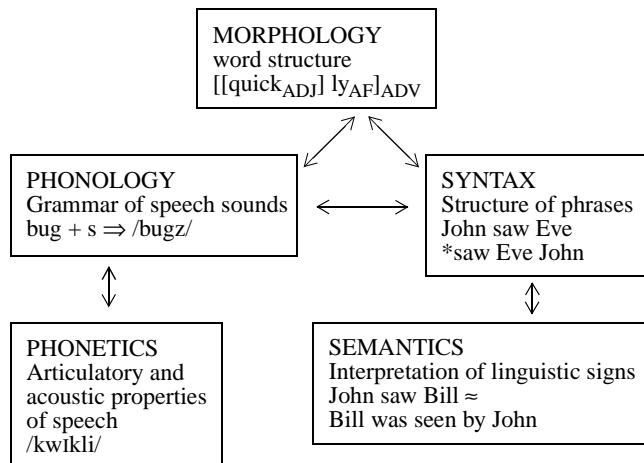 MORPHOLOGY
word structure
[[quickADJ] lyAF]ADV
PHONOLOGY
Grammar of speech sounds
bug + s ⇒ /bugz/
SYNTAX
Structure of phrases
John saw Eve
*saw Eve John
PHONETICS
Articulatory and
acoustic properties
of speech
/kwɪkli/
SEMANTICS
Interpretation of linguistic signs
John saw Bill ≈
Bill was seen by John